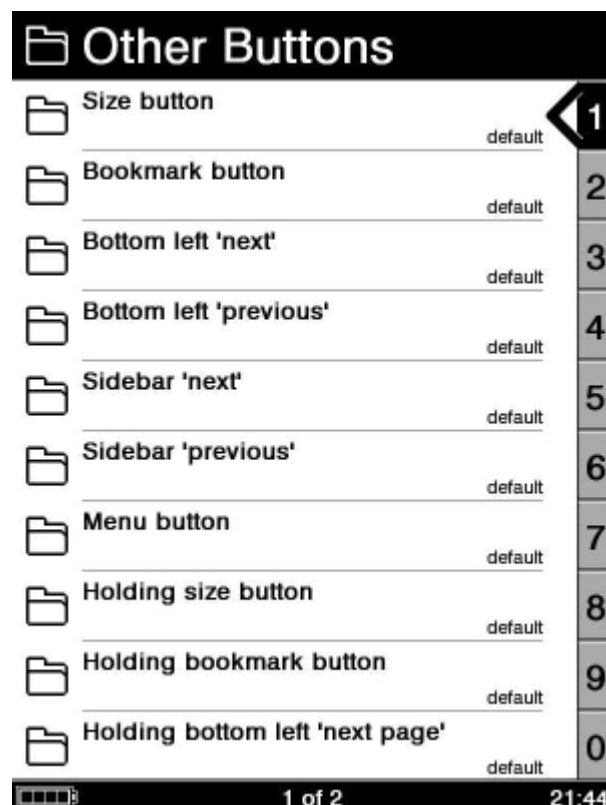 Other Buttons
Size button
default
1
Bookmark button
default
2
Bottom left 'next'
default
3
Bottom left 'previous'
default
4
Sidebar 'next'
default
5
Sidebar 'previous'
default
6
Menu button
default
7
Holding size button
default
8
Holding bookmark button
default
9
Holding bottom left 'next page'
default
0
1 of 2
21:44